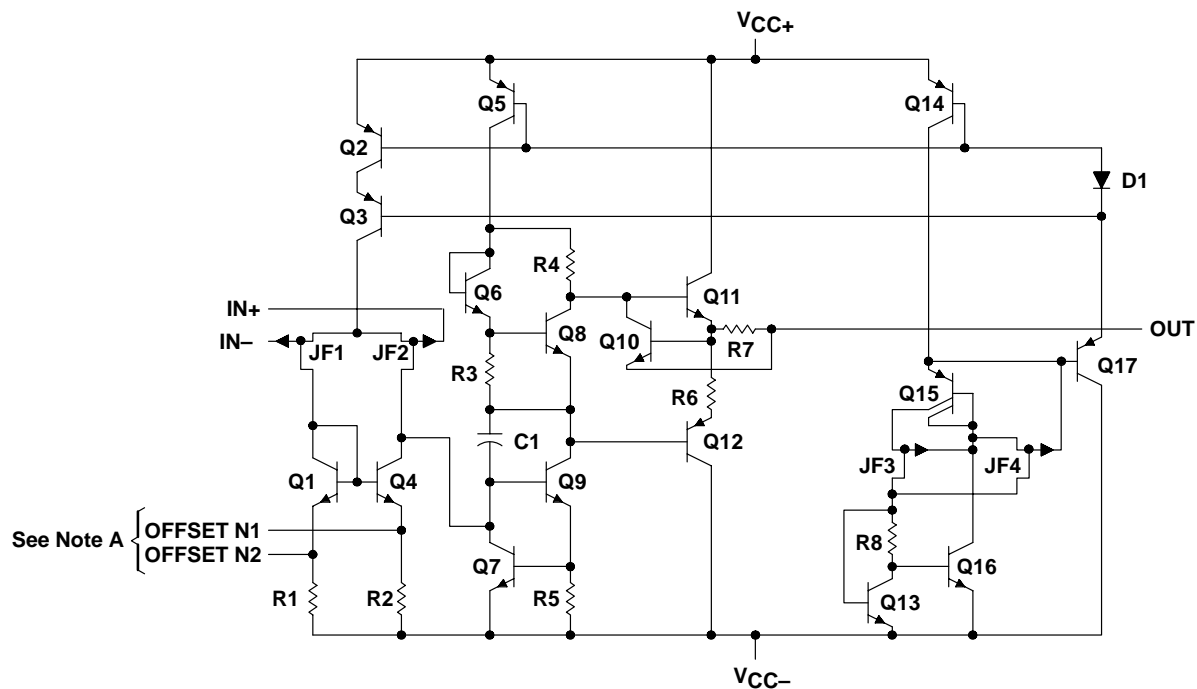 VCC+
Q5
Q14
Q2
D1
Q3
R4
Q6
Q11
IN+
Q8
OUT
IN−
JF1
JF2
Q10
R7
Q17
R3
Q15
R6
C1
Q12
JF3
JF4
Q1
Q4
Q9
See Note A
OFFSET N1
OFFSET N2
R8
Q7
Q16
R1
R2
R5
Q13
VCC−